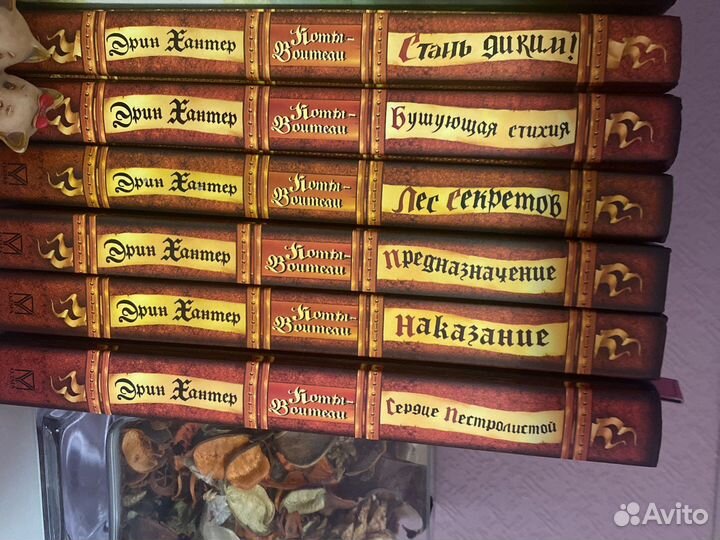 Эрин Хантер
Коты-
Воители
Стань диким!
Эрин Хантер
Коты-
Воители
Бушующая стихия
Эрин Хантер
Коты-
Воители
Лес секретов
Эрин Хантер
Коты-
Воители
Предназначение
Эрин Хантер
Коты-
Воители
Наказание
Эрин Хантер
Коты-
Воители
Сердце Пестролистой
Avito